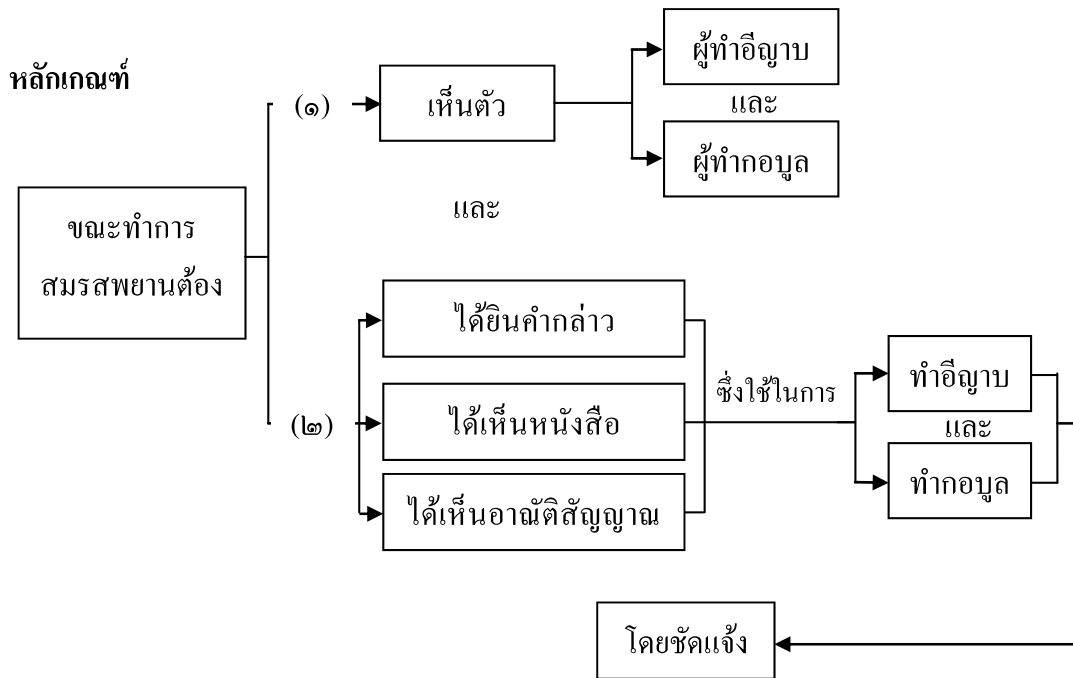 หลักเกณฑ์
ขณะทำการ
สมรสพยานต้อง
(๑)
เห็นตัว
ผู้ทำอีญาบ
และ
ผู้ทำกอบูล
และ
(๒)
ได้ยินคำกล่าว
ได้เห็นหนังสือ
ได้เห็นอาณัติสัญญาณ
ซึ่งใช้ในการ
ทำอีญาบ
และ
ทำกอบูล
โดยชัดแจ้ง